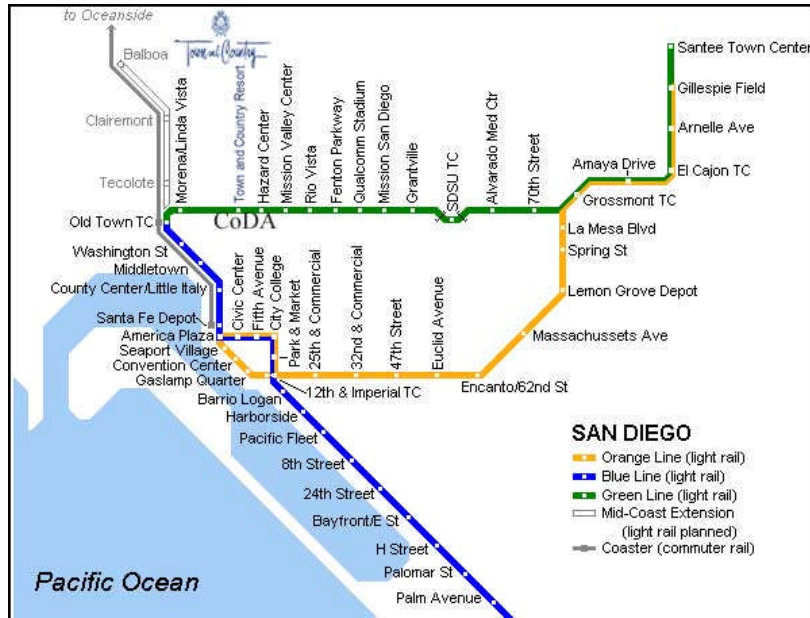 to Oceanside
Town and Country
Balboa
Clairemont
Tecolote
Morena/Linda Vista
Town and Country Resort
Hazard Center
Mission Valley Center
Rio Vista
Fenton Parkway
Qualcomm Stadium
Mission San Diego
Grantville
SDSU TC
Alvarado Med Ctr
70th Street
Amaya Drive
Santee Town Center
Gillespie Field
Arnelle Ave
El Cajon TC
Grossmont TC
La Mesa Blvd
Spring St
Lemon Grove Depot
Massachussets Ave
Encanto/62nd St
Old Town TC
CoDA
Washington St
Middletown
County Center/Little Italy
Santa Fe Depot
America Plaza
Seaport Village
Convention Center
Gaslamp Quarter
Civic Center
Fifth Avenue
City College
Park & Market
25th & Commercial
32nd & Commercial
47th Street
Euclid Avenue
12th & Imperial TC
Barrio Logan
Harborside
Pacific Fleet
8th Street
24th Street
Bayfront/E St
H Street
Palomar St
Palm Avenue
SAN DIEGO
Orange Line (light rail)
Blue Line (light rail)
Green Line (light rail)
Mid-Coast Extension
(light rail planned)
Coaster (commuter rail)
Pacific Ocean